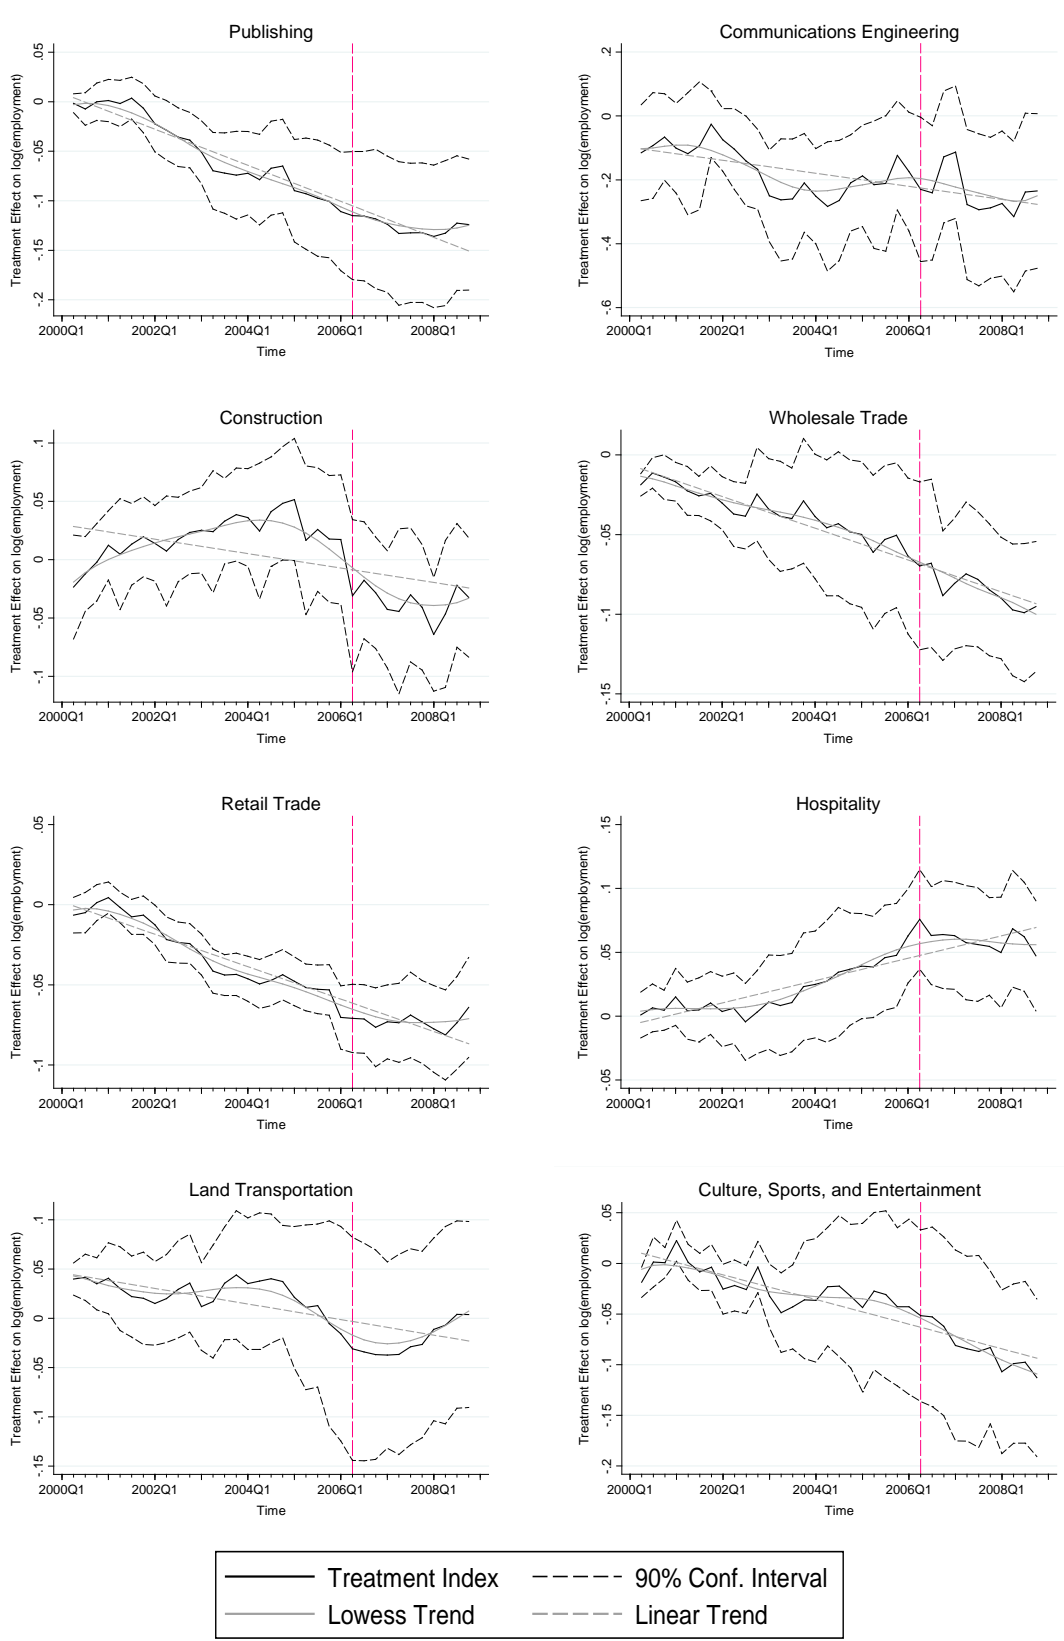 Publishing
Treatment Effect on log(employment)
.05
0
-.05
-.1
-.15
-.2
2000Q1 2002Q1 2004Q1 2006Q1 2008Q1
Time
Communications Engineering
Treatment Effect on log(employment)
.2
0
-.2
-.4
-.6
2000Q1 2002Q1 2004Q1 2006Q1 2008Q1
Time
Construction
Treatment Effect on log(employment)
.1
.05
0
-.05
-.1
2000Q1 2002Q1 2004Q1 2006Q1 2008Q1
Time
Wholesale Trade
Treatment Effect on log(employment)
0
-.05
-.1
-.15
2000Q1 2002Q1 2004Q1 2006Q1 2008Q1
Time
Retail Trade
Treatment Effect on log(employment)
.05
0
-.05
-.1
2000Q1 2002Q1 2004Q1 2006Q1 2008Q1
Time
Hospitality
Treatment Effect on log(employment)
.15
.1
.05
0
-.05
2000Q1 2002Q1 2004Q1 2006Q1 2008Q1
Time
Land Transportation
Treatment Effect on log(employment)
.1
.05
0
-.05
-.1
-.15
2000Q1 2002Q1 2004Q1 2006Q1 2008Q1
Time
Culture, Sports, and Entertainment
Treatment Effect on log(employment)
.05
0
-.05
-.1
-.15
-.2
2000Q1 2002Q1 2004Q1 2006Q1 2008Q1
Time
Treatment Index 90% Conf. Interval
Lowess Trend Linear Trend